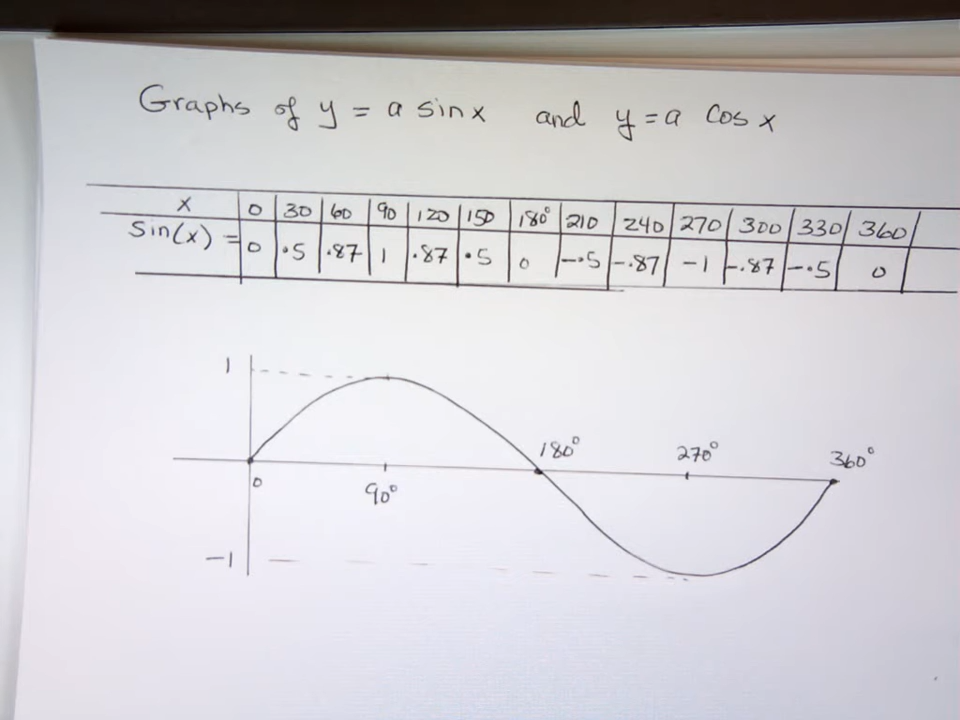 Graphs of y = a sin x and y = a cos x
x 0 30 60 90 120 150 180° 210 240 270 300 330 360
Sin(x) = 0 .5 .87 1 .87 .5 0 -.5 -.87 -1 -.87 -.5 0
1
180° 270° 360°
0 90°
-1